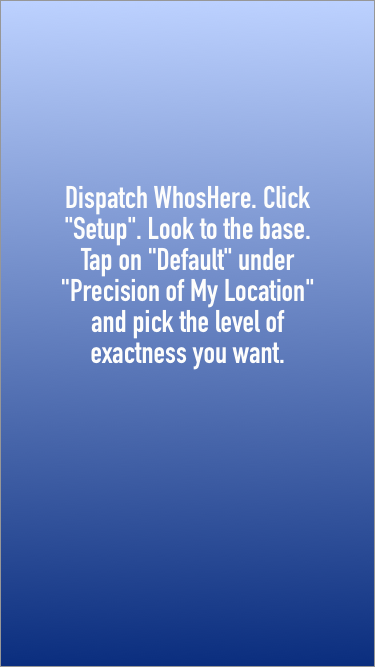 Dispatch WhosHere. Click
"Setup". Look to the base.
Tap on "Default" under
"Precision of My Location"
and pick the level of
exactness you want.